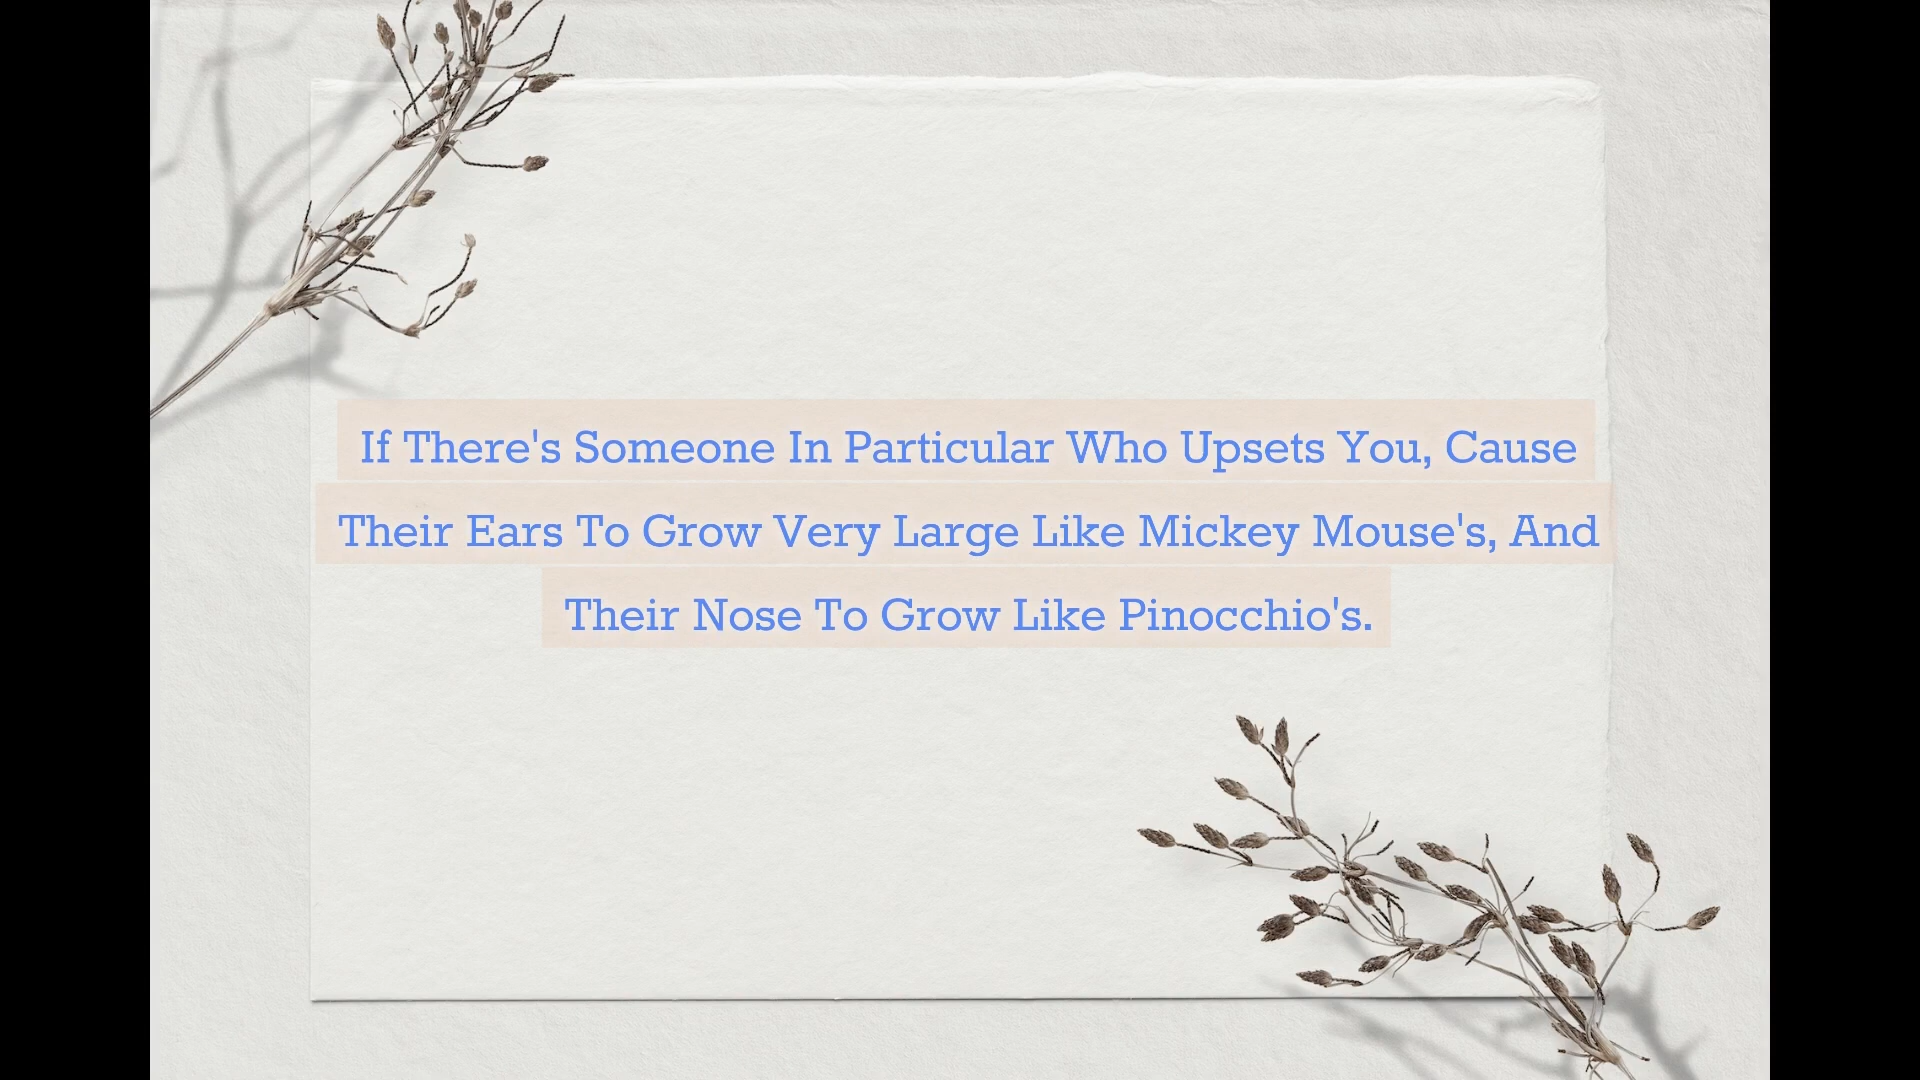 If There's Someone In Particular Who Upsets You, Cause
Their Ears To Grow Very Large Like Mickey Mouse's, And
Their Nose To Grow Like Pinocchio's.